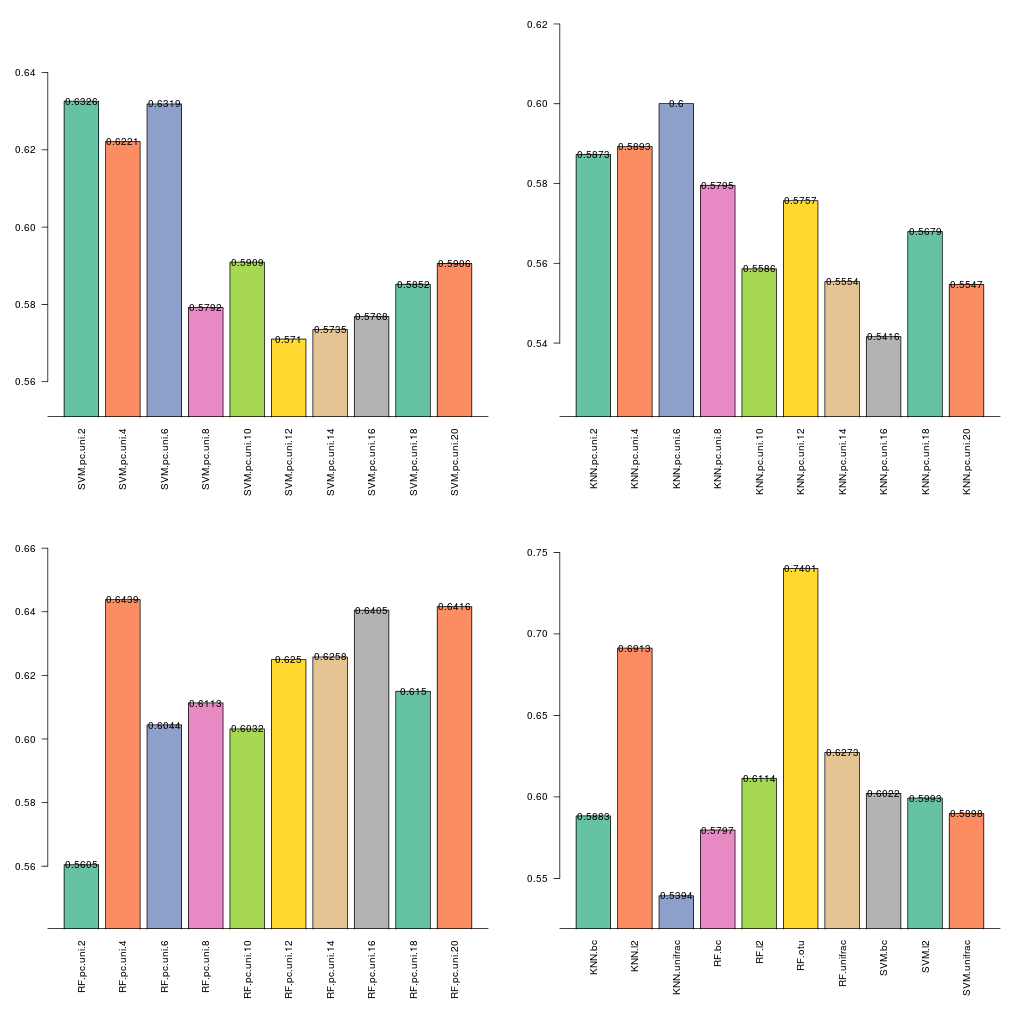 0.64
0.62
0.60
0.58
0.56
0.6326
0.6221
0.6319
0.5792
0.5909
0.571
0.5735
0.5768
0.5852
0.5906
SVM.pc.uni.2
SVM.pc.uni.4
SVM.pc.uni.6
SVM.pc.uni.8
SVM.pc.uni.10
SVM.pc.uni.12
SVM.pc.uni.14
SVM.pc.uni.16
SVM.pc.uni.18
SVM.pc.uni.20
0.62
0.60
0.58
0.56
0.54
0.5873
0.5893
0.6
0.5795
0.5586
0.5757
0.5554
0.5416
0.5679
0.5547
KNN.pc.uni.2
KNN.pc.uni.4
KNN.pc.uni.6
KNN.pc.uni.8
KNN.pc.uni.10
KNN.pc.uni.12
KNN.pc.uni.14
KNN.pc.uni.16
KNN.pc.uni.18
KNN.pc.uni.20
0.66
0.64
0.62
0.60
0.58
0.56
0.5605
0.6439
0.6044
0.6113
0.6032
0.625
0.6258
0.6405
0.615
0.6416
RF.pc.uni.2
RF.pc.uni.4
RF.pc.uni.6
RF.pc.uni.8
RF.pc.uni.10
RF.pc.uni.12
RF.pc.uni.14
RF.pc.uni.16
RF.pc.uni.18
RF.pc.uni.20
0.75
0.70
0.65
0.60
0.55
0.5883
0.6913
0.5394
0.5797
0.6114
0.7401
0.6273
0.6022
0.5993
0.5898
KNN.bc
KNN.l2
KNN.unifrac
RF.bc
RF.l2
RF.otu
RF.unifrac
SVM.bc
SVM.l2
SVM.unifrac